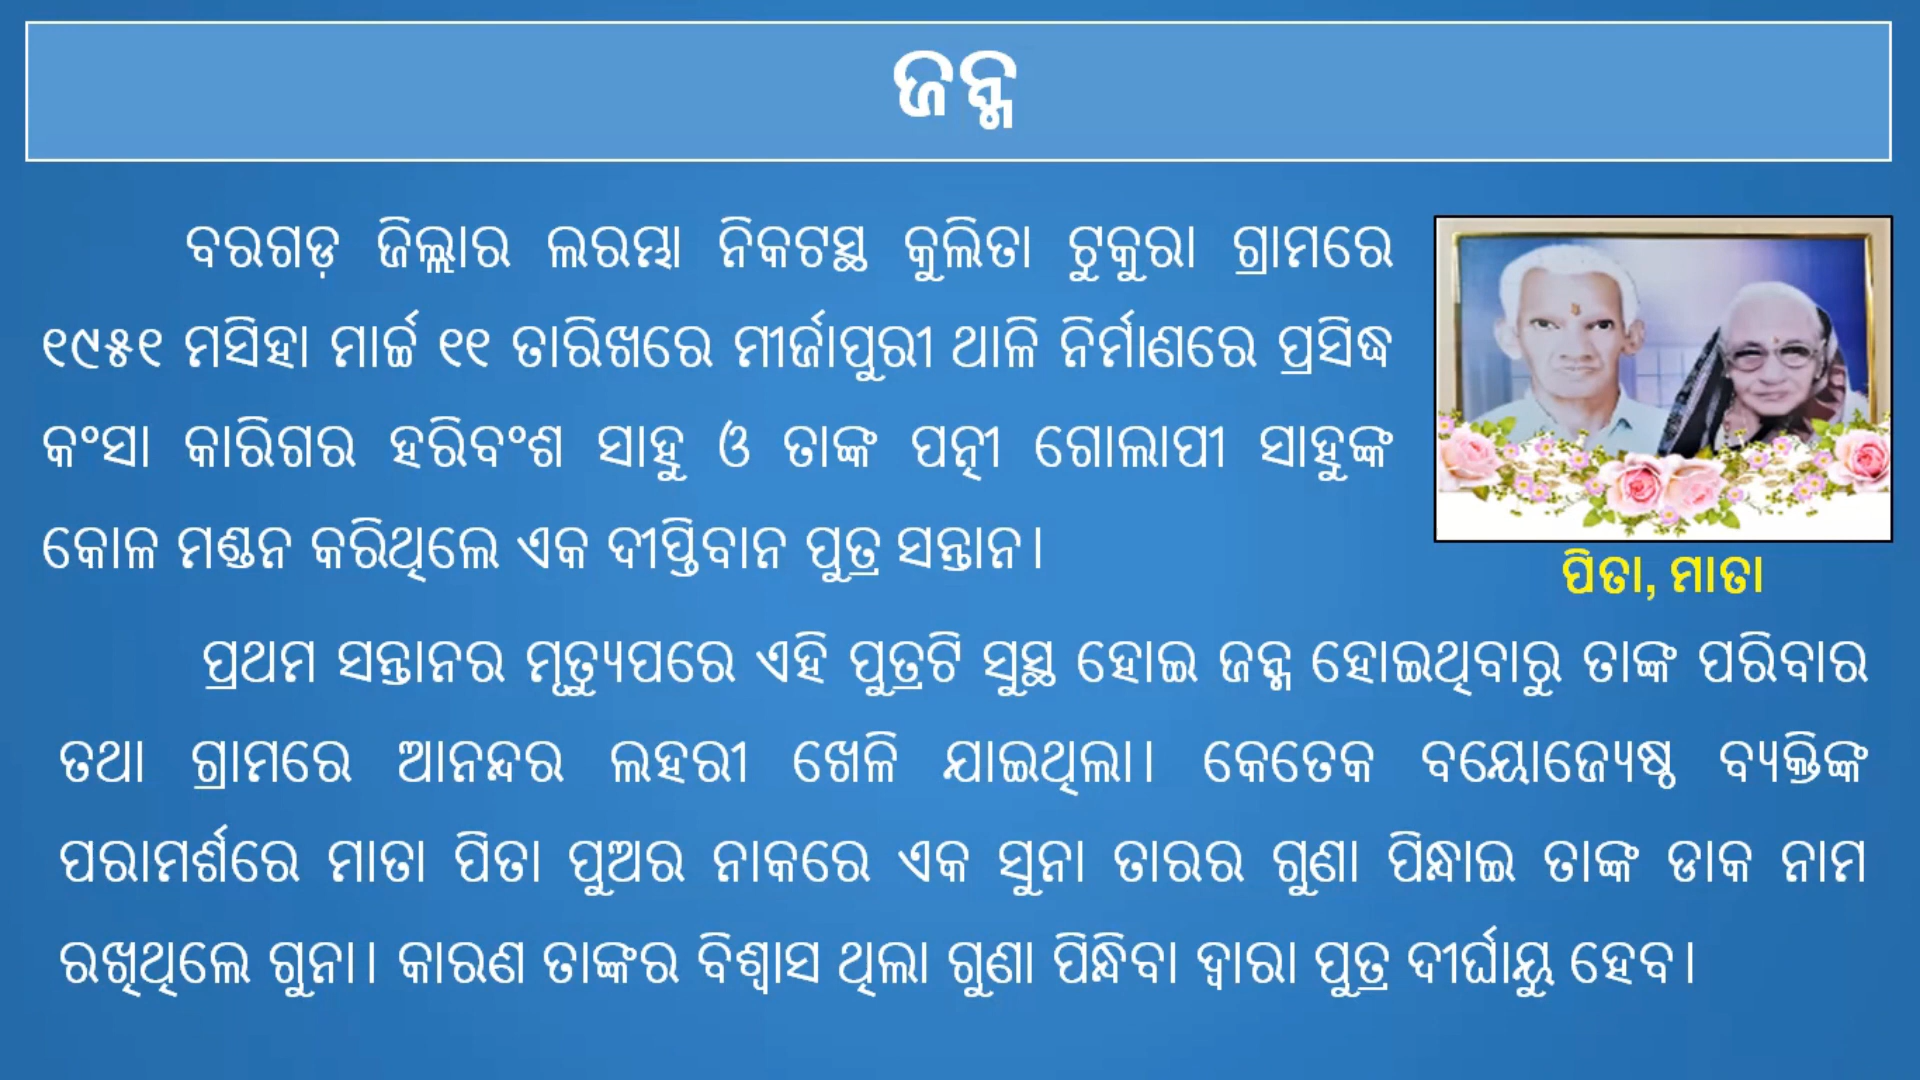 ଜନ୍ମ
ବରଗଡ଼ ଜିଲ୍ଲାର ଲରମ୍ଭା ନିକଟସ୍ଥ କୁଲିତା ଟୁକୁରା ଗ୍ରାମରେ
୧୯୫୧ ମସିହା ମାର୍ଚ୍ଚ ୧୧ ତାରିଖରେ ମୀର୍ଜାପୁରୀ ଥାଳି ନିର୍ମାଣରେ ପ୍ରସିଦ୍ଧ
କଂସା କାରିଗର ହରିବଂଶ ସାହୁ ଓ ତାଙ୍କ ପତ୍ନୀ ଗୋଲାପୀ ସାହୁଙ୍କ
କୋଳ ମଣ୍ଡନ କରିଥିଲେ ଏକ ଦୀପ୍ତିବାନ ପୁତ୍ର ସନ୍ତାନ।
ପିତା, ମାତା
ପ୍ରଥମ ସନ୍ତାନର ମୃତ୍ୟୁପରେ ଏହି ପୁତ୍ରଟି ସୁସ୍ଥ ହୋଇ ଜନ୍ମ ହୋଇଥିବାରୁ ତାଙ୍କ ପରିବାର
ତଥା ଗ୍ରାମରେ ଆନନ୍ଦର ଲହରୀ ଖେଳି ଯାଇଥିଲା। କେତେକ ବୟୋଜ୍ୟେଷ୍ଠ ବ୍ୟକ୍ତିଙ୍କ
ପରାମର୍ଶରେ ମାତା ପିତା ପୁଅର ନାକରେ ଏକ ସୁନା ତାରର ଗୁଣା ପିନ୍ଧାଇ ତାଙ୍କ ଡାକ ନାମ
ରଖିଥିଲେ ଗୁନା। କାରଣ ତାଙ୍କର ବିଶ୍ୱାସ ଥିଲା ଗୁଣା ପିନ୍ଧିବା ଦ୍ୱାରା ପୁତ୍ର ଦୀର୍ଘାୟୁ ହେବ।